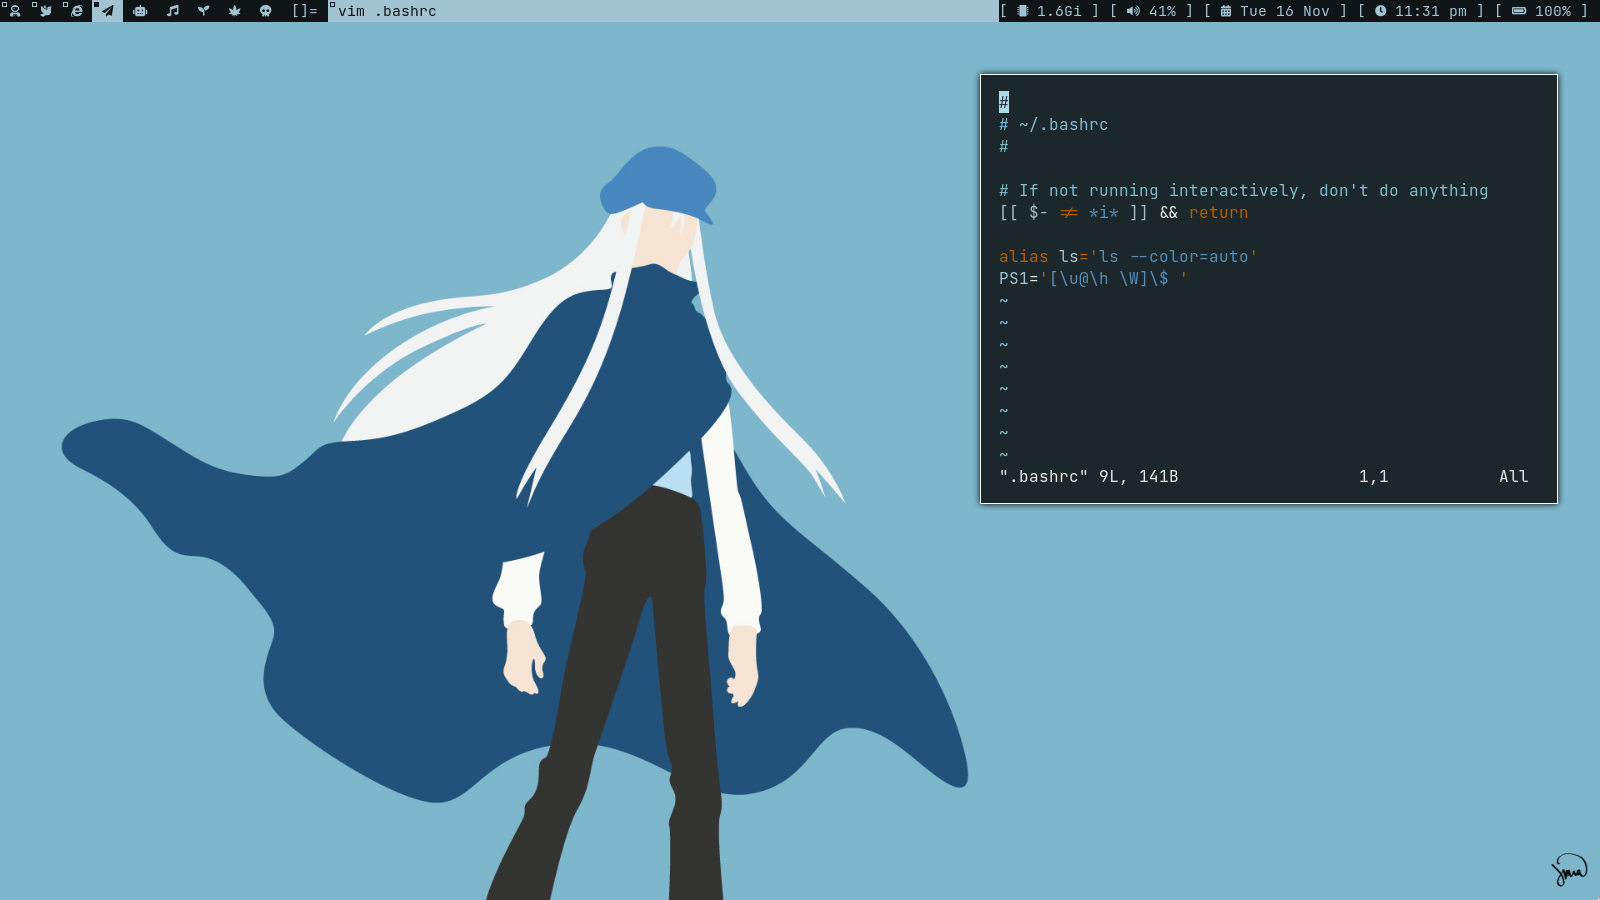 []= vim .bashrc [ 1.6Gi ] [ 41% ] [ Tue 16 Nov ] [ 11:31 pm ] [ 100% ]
#
# ~/.bashrc
#
# If not running interactively, don't do anything
[[ $- != *i* ]] && return
alias ls='ls --color=auto'
PS1='[\u@\h \W]\$ '
~
~
~
~
~
~
~
~
".bashrc" 9L, 141B 1,1 All